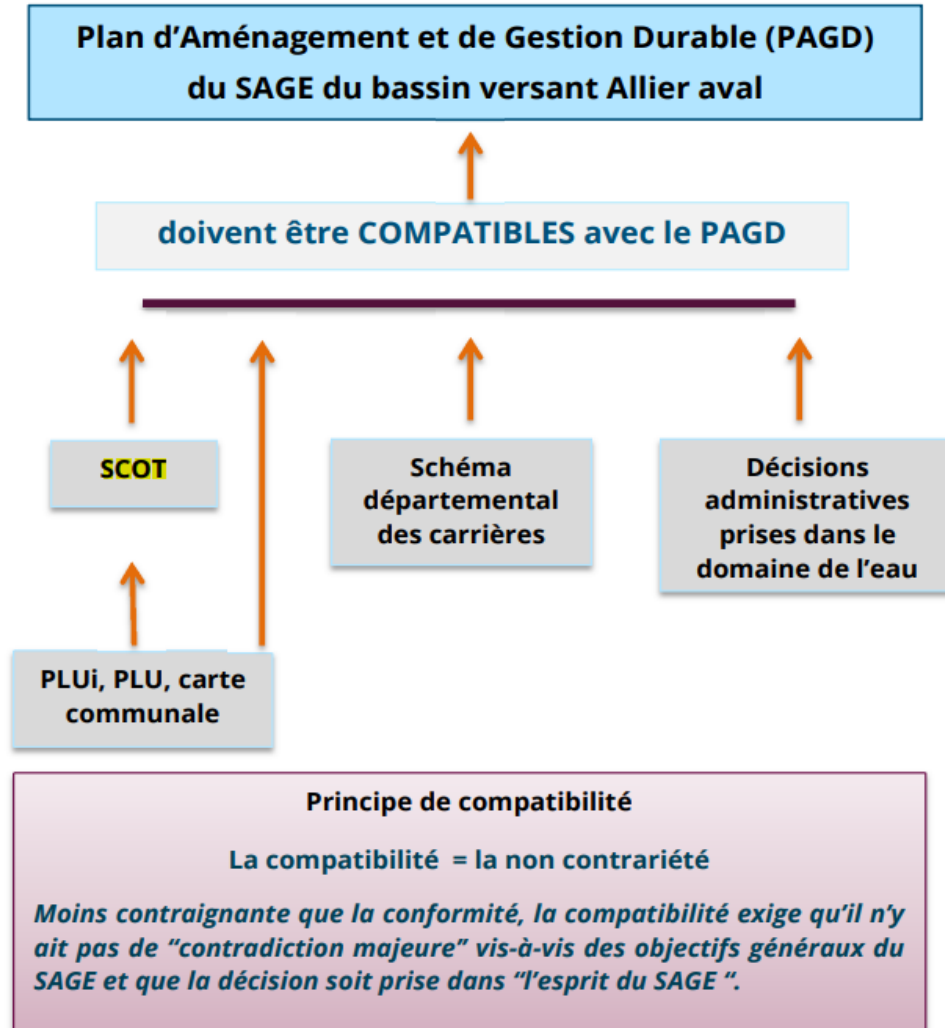 Plan d’Aménagement et de Gestion Durable (PAGD)
du SAGE du bassin versant Allier aval
doivent être COMPATIBLES avec le PAGD
SCOT
Schéma
départemental
des carrières
Décisions
administratives
prises dans le
domaine de l’eau
PLUi, PLU, carte
communale
Principe de compatibilité
La compatibilité = la non contrariété
Moins contraignante que la conformité, la compatibilité exige qu’il n’y
ait pas de “contradiction majeure” vis-à-vis des objectifs généraux du
SAGE et que la décision soit prise dans “l’esprit du SAGE “.